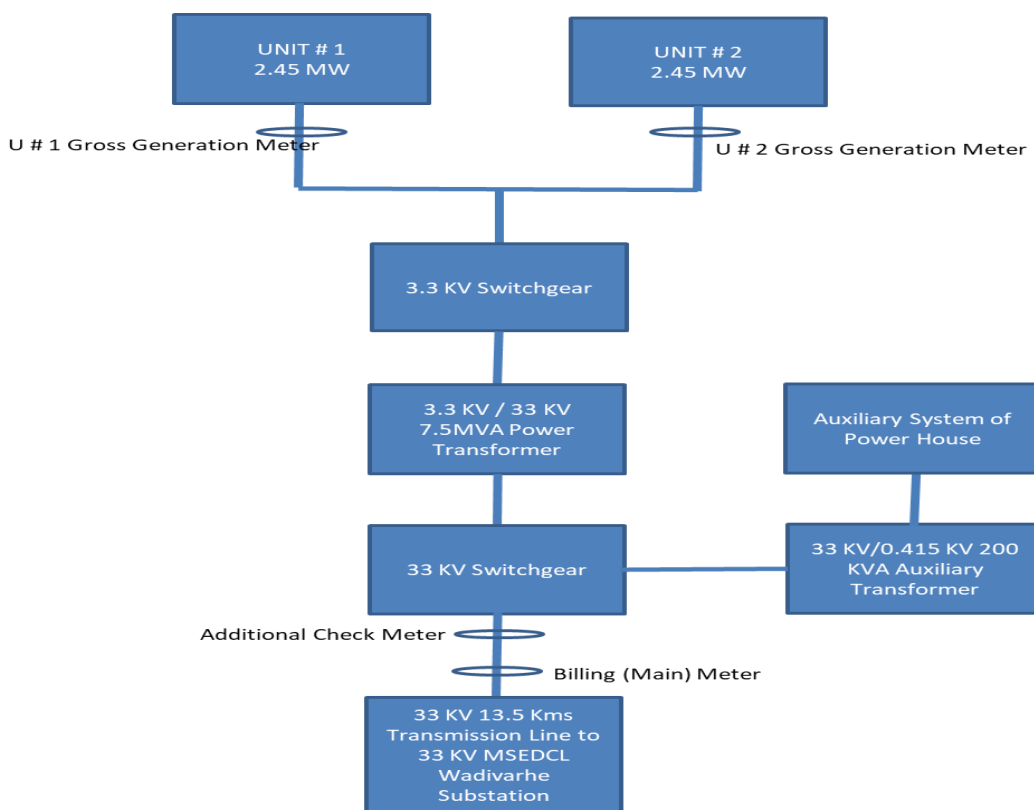 UNIT # 1
2.45 MW
UNIT # 2
2.45 MW
U # 1 Gross Generation Meter
U # 2 Gross Generation Meter
3.3 KV Switchgear
3.3 KV / 33 KV
7.5MVA Power
Transformer
Auxiliary System of
Power House
33 KV Switchgear
33 KV/0.415 KV 200
KVA Auxiliary
Transformer
Additional Check Meter
Billing (Main) Meter
33 KV 13.5 Kms
Transmission Line to
33 KV MSEDCL
Wadivarhe
Substation